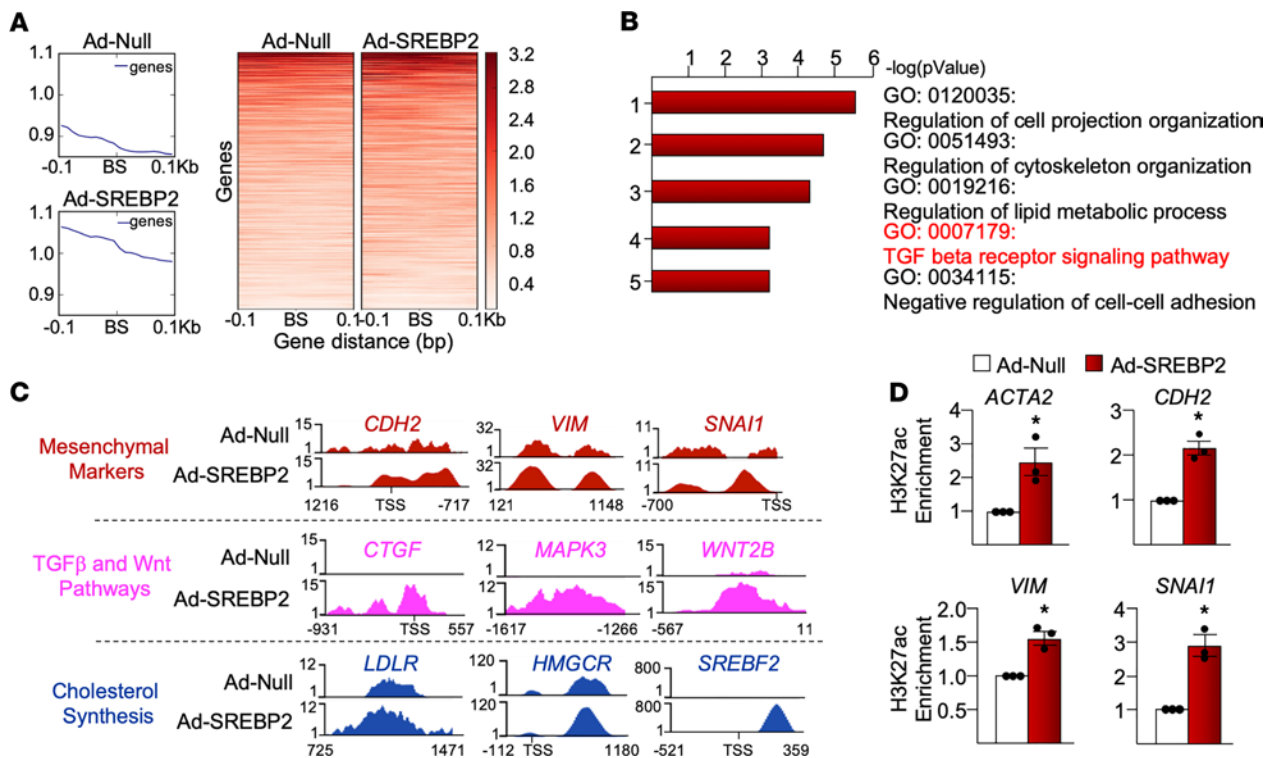 A
Ad-Null
1.1
1.0
0.9
genes
-0.1 BS 0.1Kb
Ad-SREBP2
1.1
1.0
0.9
genes
-0.1 BS 0.1Kb
Ad-Null Ad-SREBP2
Genes
3.2
2.8
2.4
2.0
1.6
1.2
0.8
0.4
-0.1 BS 0.1 -0.1 BS 0.1Kb
Gene distance (bp)
B
1 2 3 4 5 6
-log(pValue)
1
2
3
4
5
GO: 0120035:
Regulation of cell projection organization
GO: 0051493:
Regulation of cytoskeleton organization
GO: 0019216:
Regulation of lipid metabolic process
GO: 0007179:
TGF beta receptor signaling pathway
GO: 0034115:
Negative regulation of cell-cell adhesion
C
Mesenchymal
Markers
Ad-Null
Ad-SREBP2
CDH2
15
1
15
1
1216 TSS -717
VIM
32
1
32
1
121 1148
SNAI1
11
1
11
1
-700 TSS
TGFβ and Wnt
Pathways
Ad-Null
Ad-SREBP2
CTGF
15
1
15
1
-931 TSS 557
MAPK3
12
1
12
1
-1617 -1266
WNT2B
15
1
15
1
-567 11
Cholesterol
Synthesis
Ad-Null
Ad-SREBP2
LDLR
12
1
12
1
725 1471
HMGCR
120
1
120
1
-112 TSS 1180
SREBF2
800
1
800
1
-521 TSS 359
D
Ad-Null Ad-SREBP2
H3K27ac
Enrichment
ACTA2
4
3
2
1
*
CDH2
3
2
1
*
H3K27ac
Enrichment
VIM
2.0
1.5
1.0
0.5
*
SNAI1
4
3
2
1
*